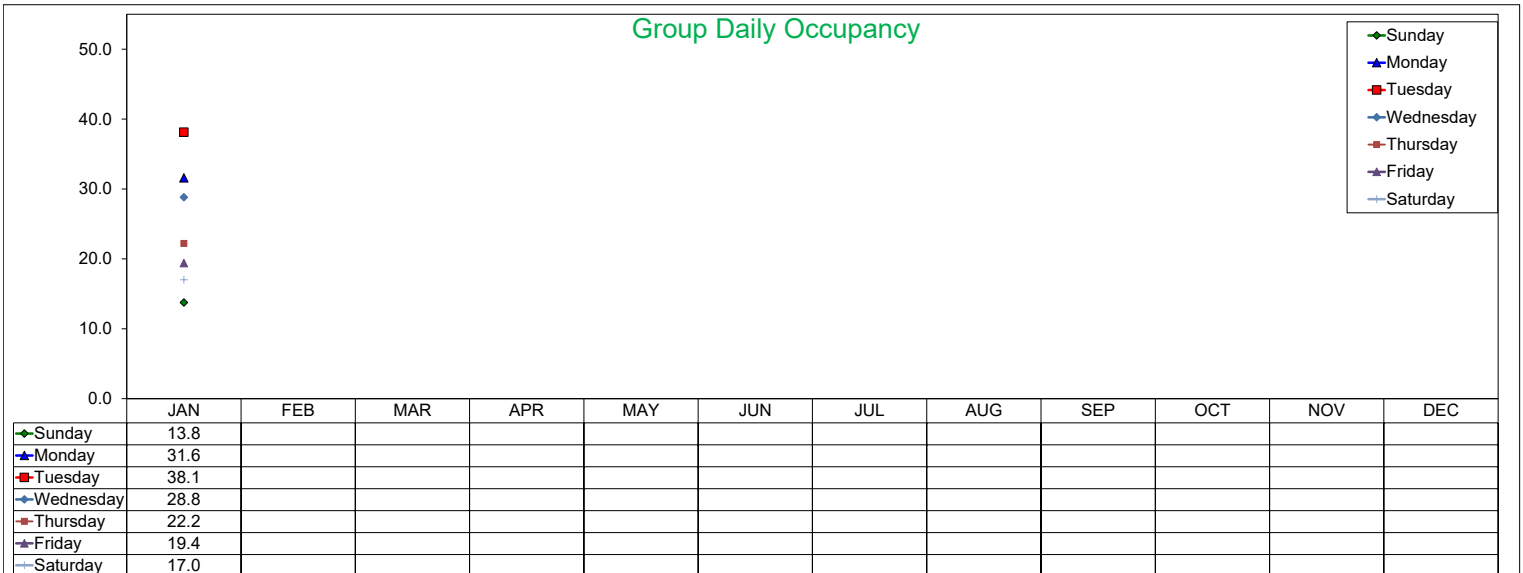 Group Daily Occupancy
Sunday
Monday
Tuesday
Wednesday
Thursday
Friday
Saturday
50.0
40.0
30.0
20.0
10.0
0.0
JAN FEB MAR APR MAY JUN JUL AUG SEP OCT NOV DEC
Sunday 13.8
Monday 31.6
Tuesday 38.1
Wednesday 28.8
Thursday 22.2
Friday 19.4
Saturday 17.0